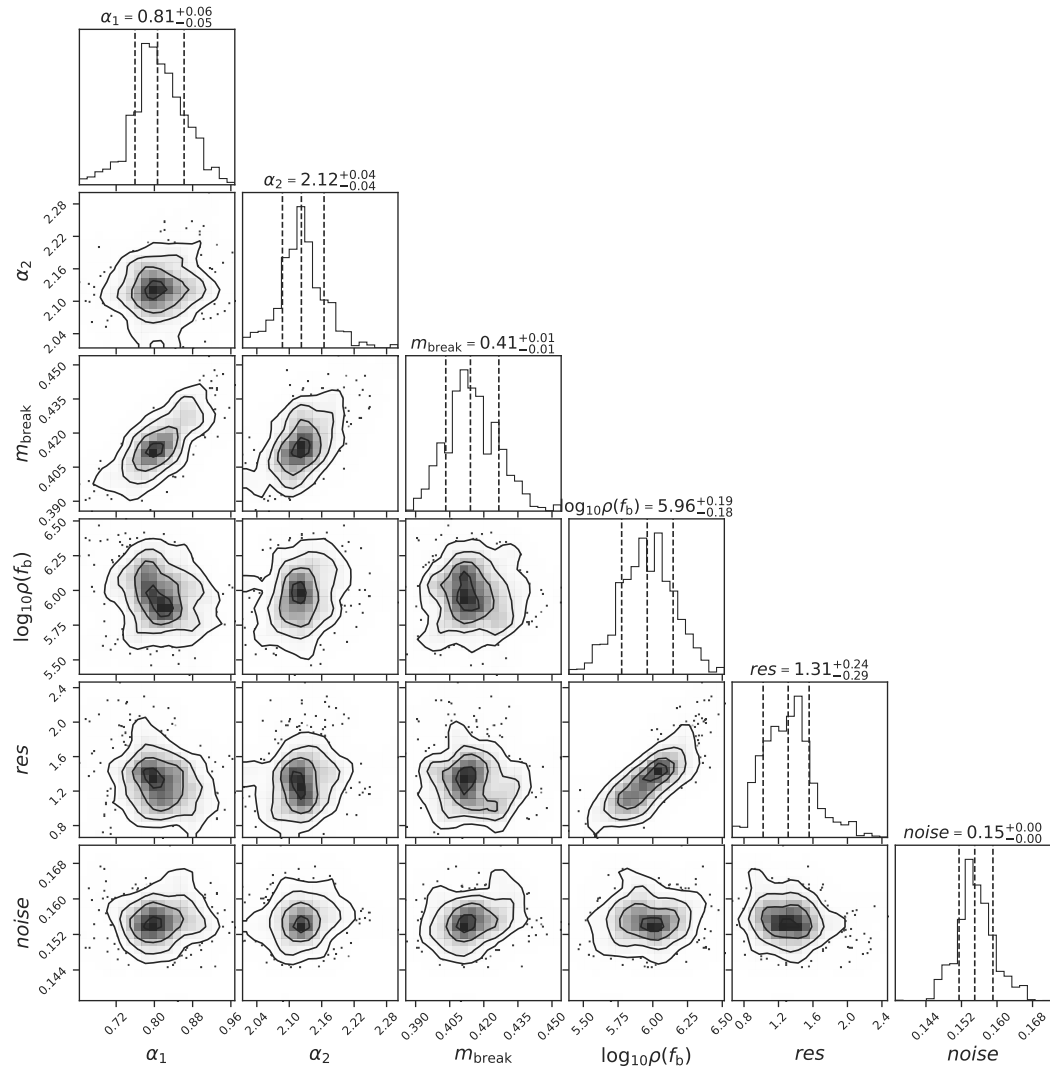 α₁ = 0.81⁺⁰·⁰⁶₋₀.₀₅
α₂ = 2.12⁺⁰·⁰⁴₋₀.₀₄
2.28
2.22
2.16
2.10
2.04
α₂
m_break = 0.41⁺⁰·⁰¹₋₀.₀₁
0.450
0.435
0.420
0.405
0.390
m_break
log₁₀ρ(f_b) = 5.96⁺⁰·¹⁹₋₀.₁₈
6.50
6.25
6.00
5.75
5.50
log₁₀ρ(f_b)
res = 1.31⁺⁰·²⁴₋₀.₂₉
2.4
2.0
1.6
1.2
0.8
res
noise = 0.15⁺⁰·⁰⁰₋₀.₀₀
0.168
0.160
0.152
0.144
noise
0.72 0.80 0.88 0.96
2.04 2.10 2.16 2.22 2.28
0.390 0.405 0.420 0.435 0.450
5.50 5.75 6.00 6.25 6.50
0.8 1.2 1.6 2.0 2.4
0.144 0.152 0.160 0.168
α₁ α₂ m_break log₁₀ρ(f_b) res noise